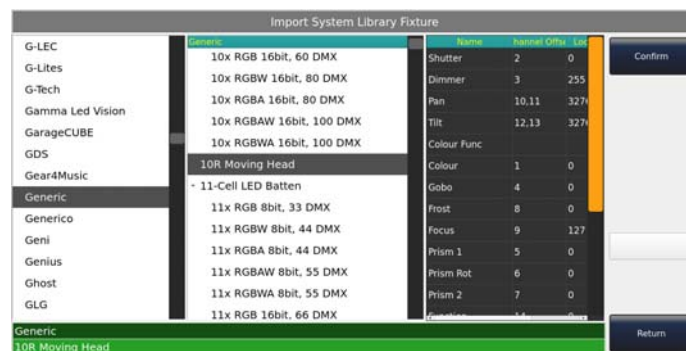 Import System Library Fixture
G-LEC
G-Lites
G-Tech
Gamma Led Vision
GarageCUBE
GDS
Gear4Music
Generic
Generico
Geni
Genius
Ghost
GLG
Generic
10x RGB 16bit, 60 DMX
10x RGBW 16bit, 80 DMX
10x RGBA 16bit, 80 DMX
10x RGBAW 16bit, 100 DMX
10x RGBWA 16bit, 100 DMX
10R Moving Head
- 11-Cell LED Batten
11x RGB 8bit, 33 DMX
11x RGBW 8bit, 44 DMX
11x RGBA 8bit, 44 DMX
11x RGBAW 8bit, 55 DMX
11x RGBWA 8bit, 55 DMX
11x RGB 16bit, 66 DMX
Name hannel Offse Loc
Shutter 2 0
Dimmer 3 255
Pan 10,11 327
Tilt 12,13 327
Colour Func
Colour 1 0
Gobo 4 0
Frost 8 0
Focus 9 127
Prism 1 5 0
Prism Rot 6 0
Prism 2 7 0
Confirm
Return
Generic
10R Moving Head